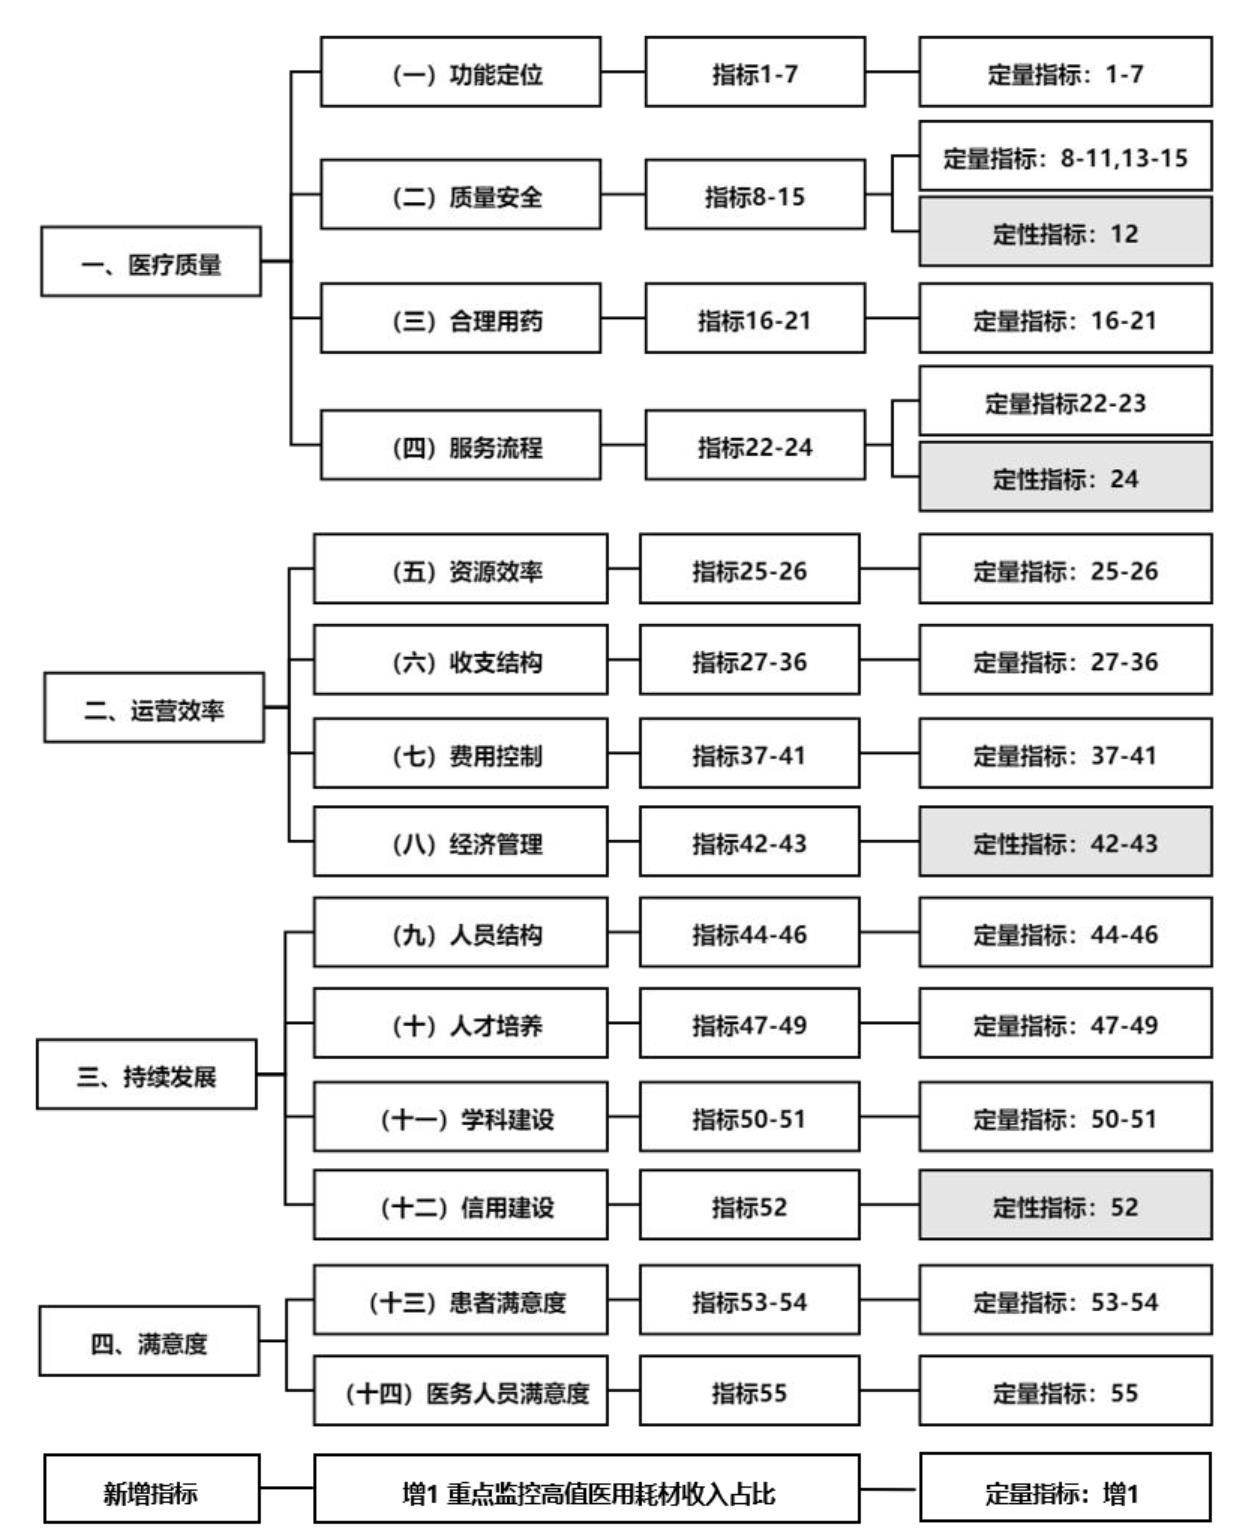 一、医疗质量
（一）功能定位
指标1-7
定量指标：1-7
（二）质量安全
指标8-15
定量指标：8-11,13-15
定性指标：12
（三）合理用药
指标16-21
定量指标：16-21
（四）服务流程
指标22-24
定量指标22-23
定性指标：24
二、运营效率
（五）资源效率
指标25-26
定量指标：25-26
（六）收支结构
指标27-36
定量指标：27-36
（七）费用控制
指标37-41
定量指标：37-41
（八）经济管理
指标42-43
定性指标：42-43
三、持续发展
（九）人员结构
指标44-46
定量指标：44-46
（十）人才培养
指标47-49
定量指标：47-49
（十一）学科建设
指标50-51
定量指标：50-51
（十二）信用建设
指标52
定性指标：52
四、满意度
（十三）患者满意度
指标53-54
定量指标：53-54
（十四）医务人员满意度
指标55
定量指标：55
新增指标
增1 重点监控高值医用耗材收入占比
定量指标：增1